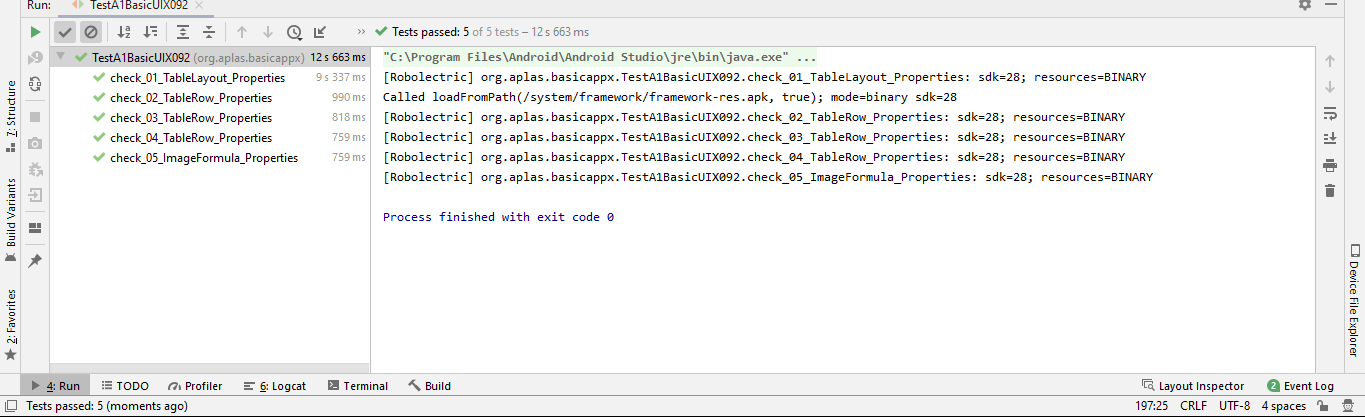 Run: TestA1BasicUIX092
Tests passed: 5 of 5 tests – 12 s 663 ms
TestA1BasicUIX092 (org.aplas.basicappx) 12 s 663 ms
check_01_TableLayout_Properties 9 s 337 ms
check_02_TableRow_Properties 990 ms
check_03_TableRow_Properties 818 ms
check_04_TableRow_Properties 759 ms
check_05_ImageFormula_Properties 759 ms
"C:\Program Files\Android\Android Studio\jre\bin\java.exe" ...
[Robolectric] org.aplas.basicappx.TestA1BasicUIX092.check_01_TableLayout_Properties: sdk=28; resources=BINARY
Called loadFromPath(/system/framework/framework-res.apk, true); mode=binary sdk=28
[Robolectric] org.aplas.basicappx.TestA1BasicUIX092.check_02_TableRow_Properties: sdk=28; resources=BINARY
[Robolectric] org.aplas.basicappx.TestA1BasicUIX092.check_03_TableRow_Properties: sdk=28; resources=BINARY
[Robolectric] org.aplas.basicappx.TestA1BasicUIX092.check_04_TableRow_Properties: sdk=28; resources=BINARY
[Robolectric] org.aplas.basicappx.TestA1BasicUIX092.check_05_ImageFormula_Properties: sdk=28; resources=BINARY
Process finished with exit code 0
7: Structure
Build Variants
2: Favorites
Device File Explorer
4: Run TODO Profiler 6: Logcat Terminal Build Layout Inspector 2 Event Log
Tests passed: 5 (moments ago) 197:25 CRLF UTF-8 4 spaces